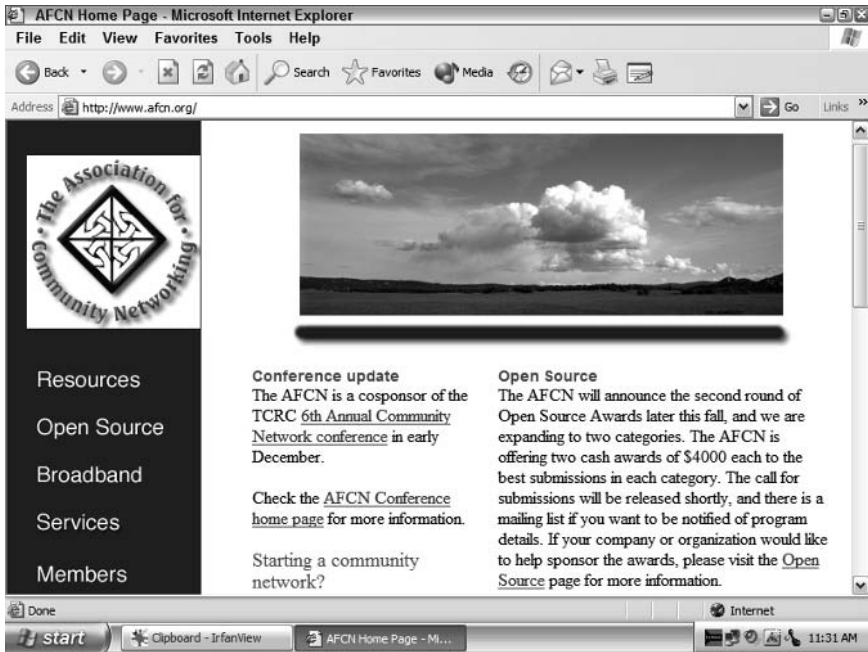 AFCN Home Page - Microsoft Internet Explorer
File Edit View Favorites Tools Help
Back Search Favorites Media
Address http://www.afcn.org/ Go Links »
The Association for
Community Networking
Resources
Open Source
Broadband
Services
Members
Conference update
The AFCN is a cosponsor of the
TCRC 6th Annual Community
Network conference in early
December.
Check the AFCN Conference
home page for more information.
Starting a community
network?
Open Source
The AFCN will announce the second round of
Open Source Awards later this fall, and we are
expanding to two categories. The AFCN is
offering two cash awards of $4000 each to the
best submissions in each category. The call for
submissions will be released shortly, and there is a
mailing list if you want to be notified of program
details. If your company or organization would like
to help sponsor the awards, please visit the Open
Source page for more information.
Done Internet
start Clipboard - IrfanView AFCN Home Page - Mi... 11:31 AM